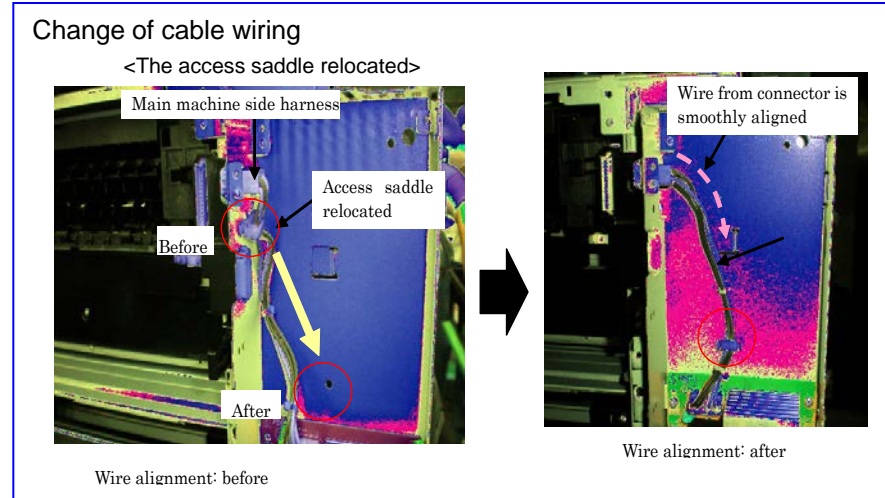 Change of cable wiring
<The access saddle relocated>
Main machine side harness
Access saddle
relocated
Before
After
Wire alignment: before
Wire from connector is
smoothly aligned
Wire alignment: after